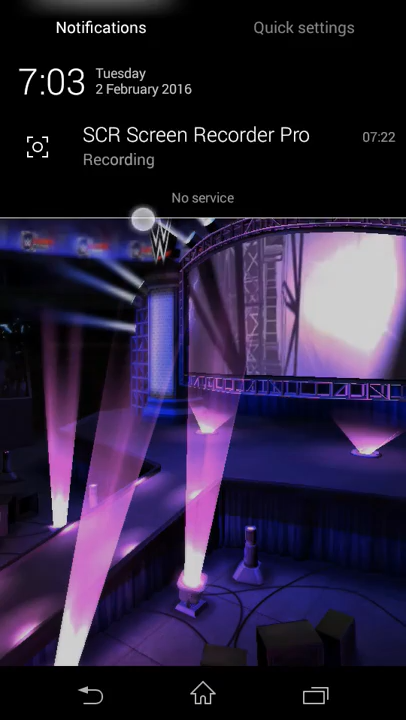 Notifications
Quick settings
7:03
Tuesday
2 February 2016
SCR Screen Recorder Pro
07:22
Recording
No service